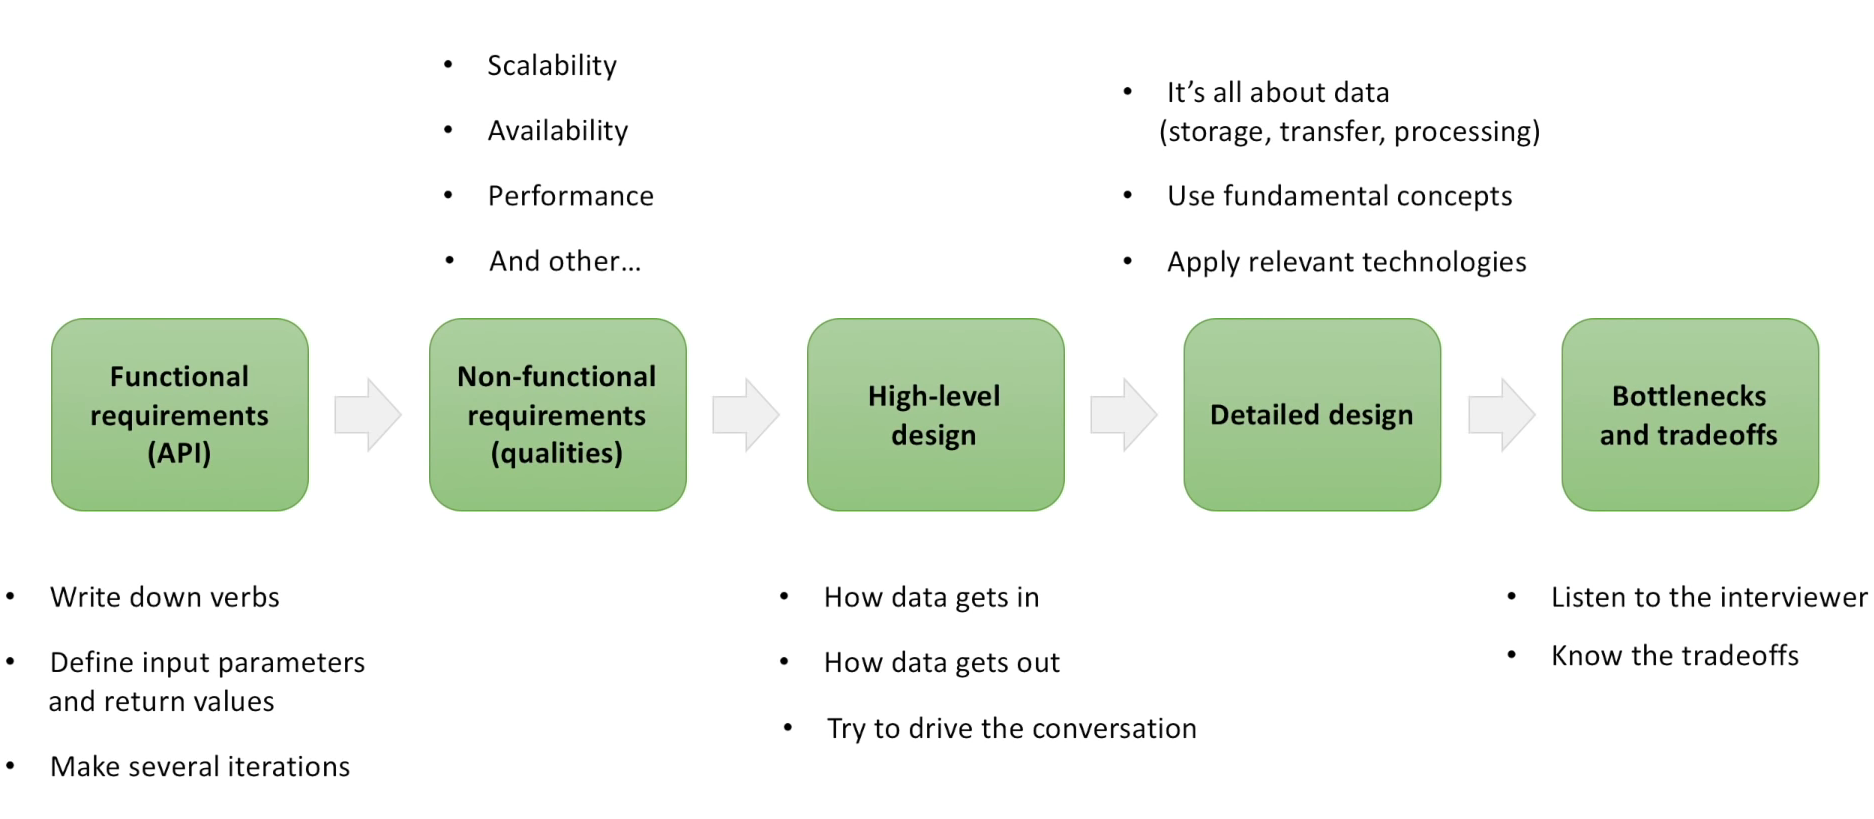 • Scalability
• Availability
• Performance
• And other...
• It’s all about data
(storage, transfer, processing)
• Use fundamental concepts
• Apply relevant technologies
Functional
requirements
(API)
Non-functional
requirements
(qualities)
High-level
design
Detailed design
Bottlenecks
and tradeoffs
• Write down verbs
• Define input parameters
and return values
• Make several iterations
• How data gets in
• How data gets out
• Try to drive the conversation
• Listen to the interviewer
• Know the tradeoffs